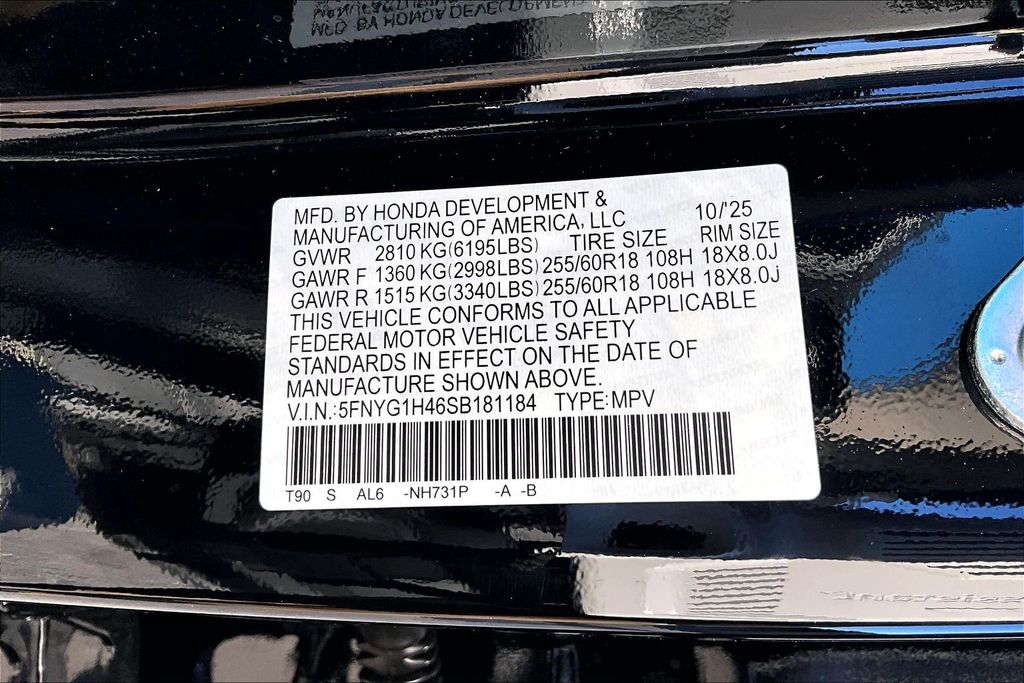 MFD. BY HONDA DEVELOPMENT &
MANUFACTURING OF AMERICA, LLC 10/'25
GVWR 2810 KG(6195LBS) TIRE SIZE RIM SIZE
GAWR F 1360 KG(2998LBS) 255/60R18 108H 18X8.0J
GAWR R 1515 KG(3340LBS) 255/60R18 108H 18X8.0J
THIS VEHICLE CONFORMS TO ALL APPLICABLE
FEDERAL MOTOR VEHICLE SAFETY
STANDARDS IN EFFECT ON THE DATE OF
MANUFACTURE SHOWN ABOVE.
V.I.N.:5FNYG1H46SB181184 TYPE:MPV
T90 S AL6 -NH731P -A -B